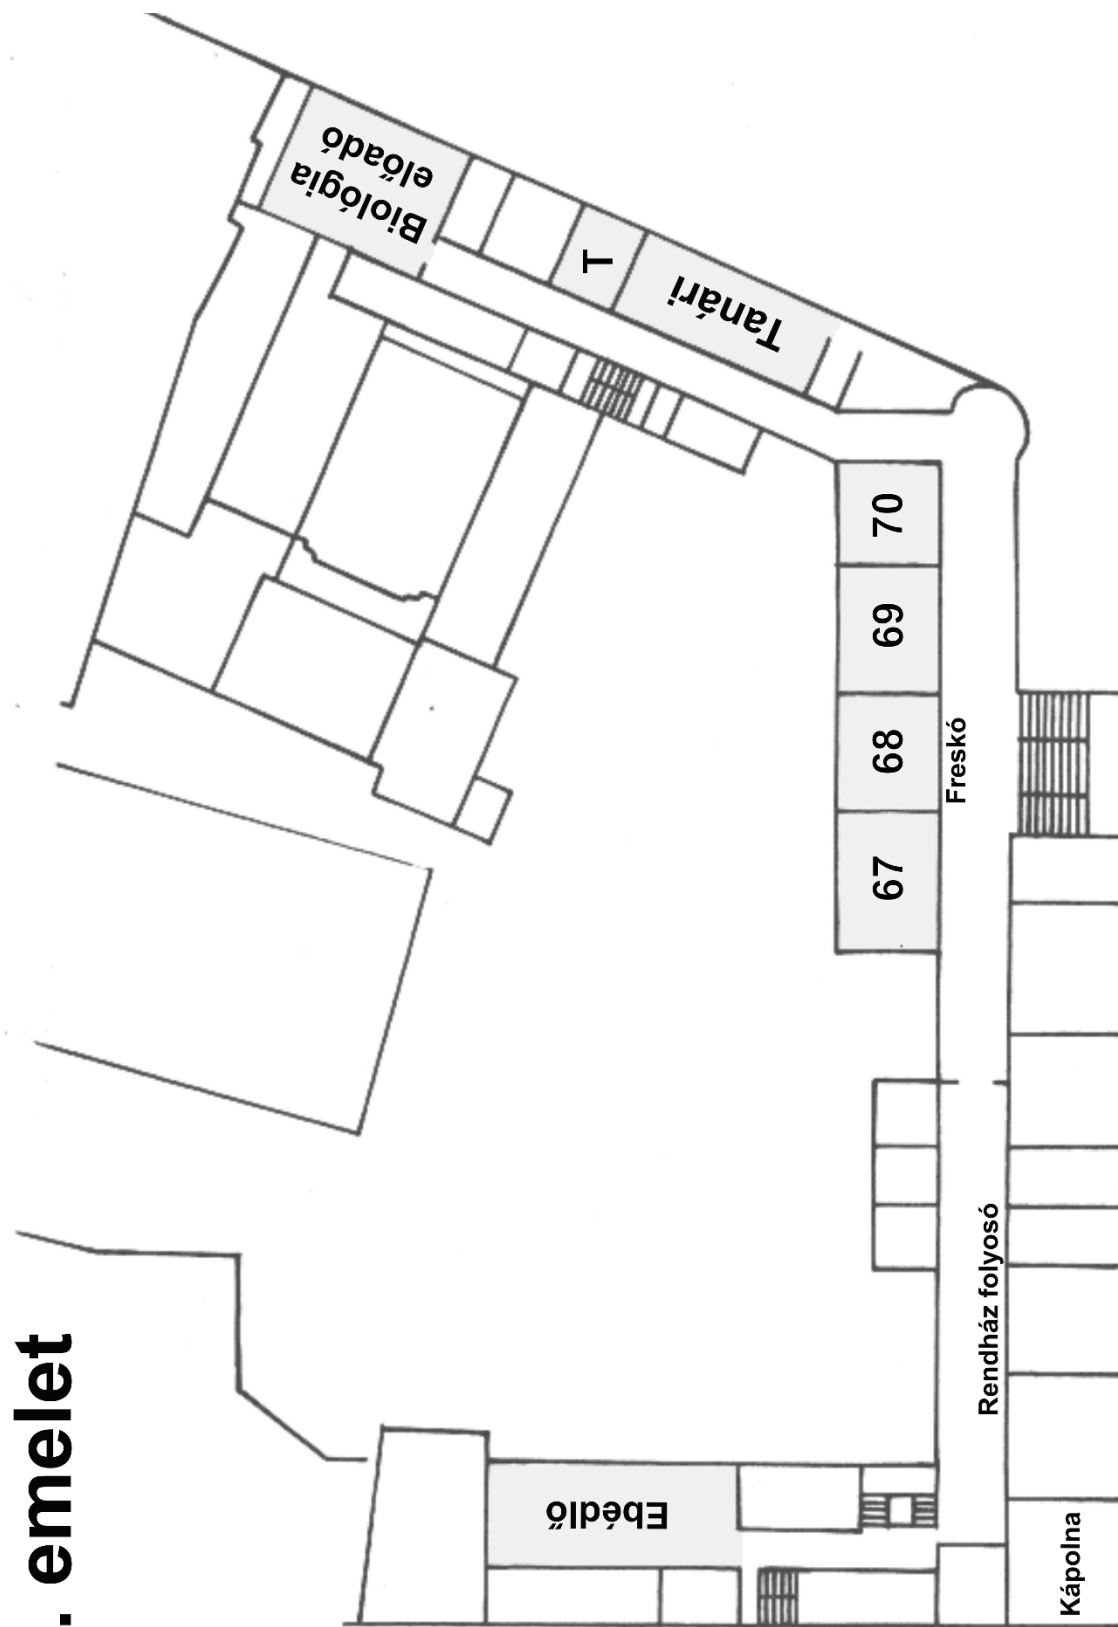 . emelet
Biológia
előadó
T
Tanári
70
69
68
67
Freskó
Rendház folyosó
Ebédlő
Kápolna